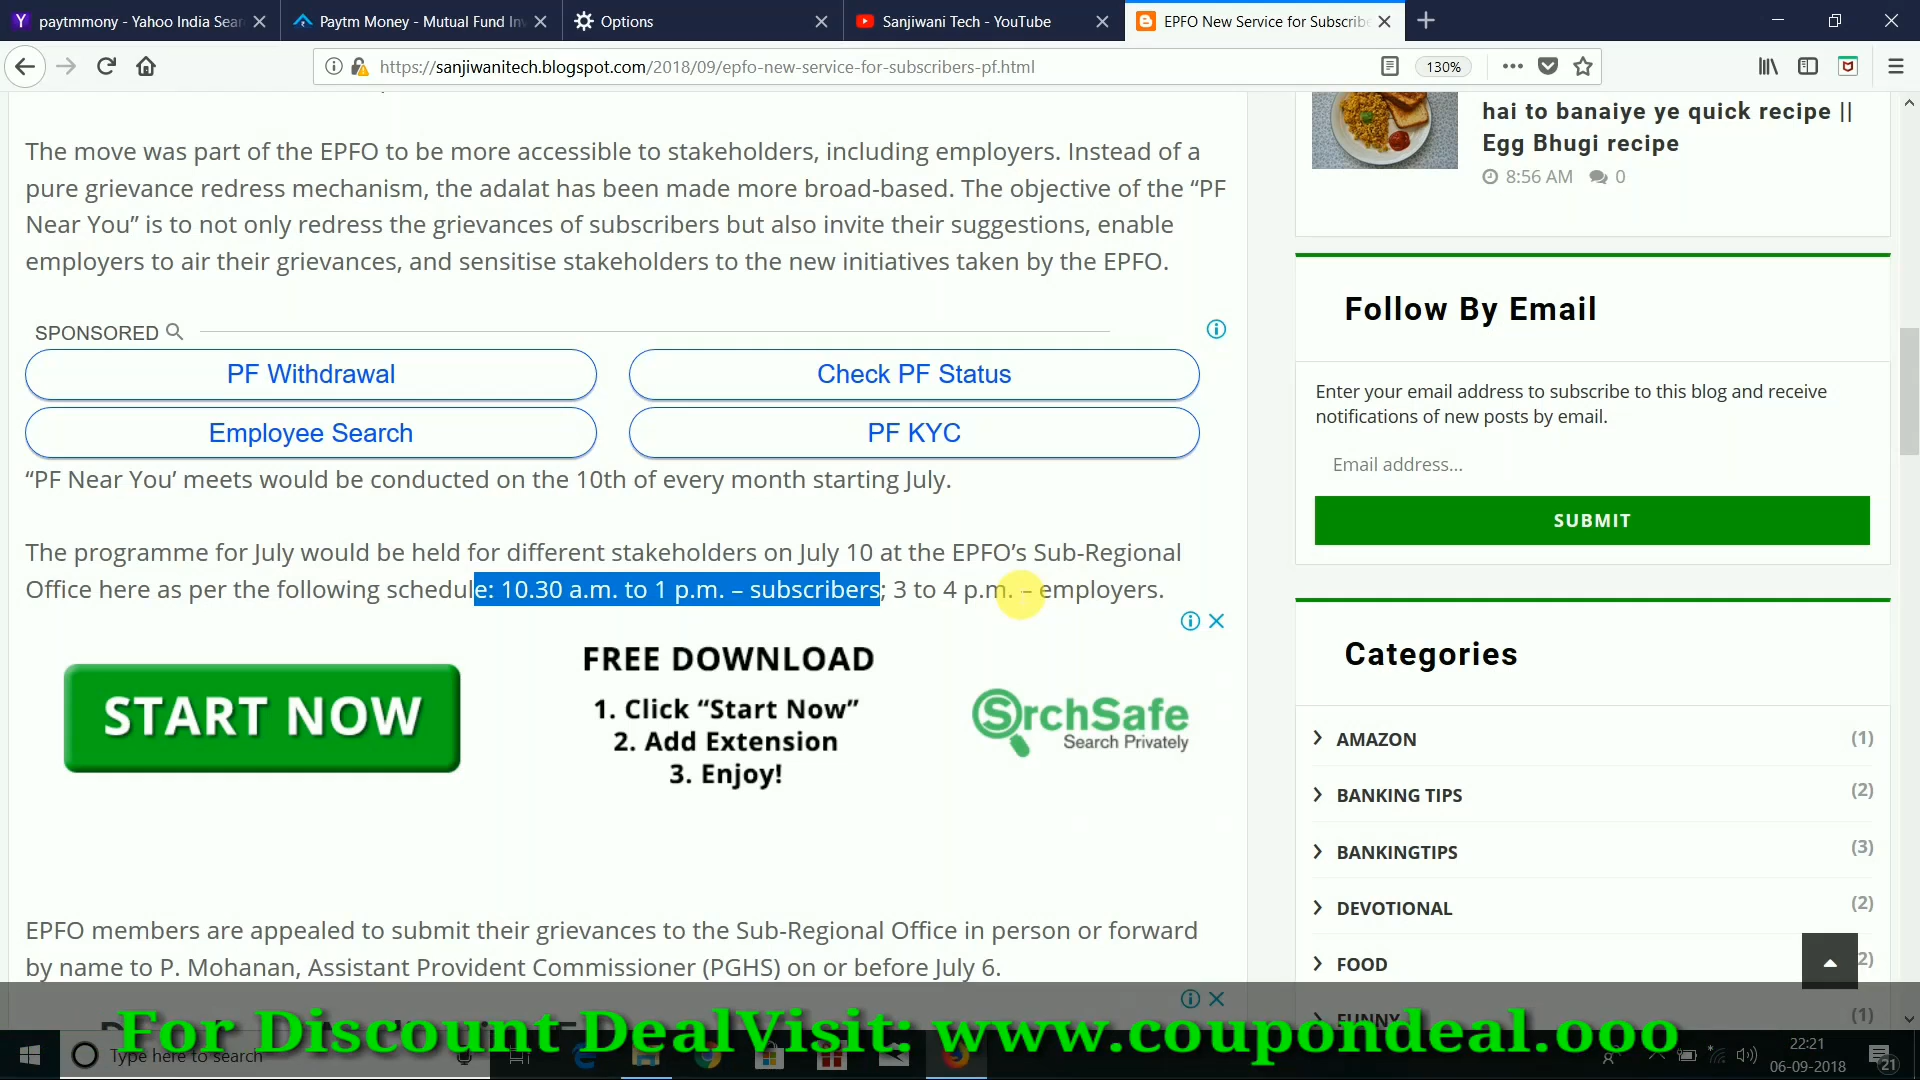 paytmmony - Yahoo India Sear
Paytm Money - Mutual Fund In
Options
Sanjiwani Tech - YouTube
EPFO New Service for Subscribe
https://sanjiwanitech.blogspot.com/2018/09/epfo-new-service-for-subscribers-pf.html
130%
The move was part of the EPFO to be more accessible to stakeholders, including employers. Instead of a
pure grievance redress mechanism, the adalat has been made more broad-based. The objective of the “PF
Near You” is to not only redress the grievances of subscribers but also invite their suggestions, enable
employers to air their grievances, and sensitise stakeholders to the new initiatives taken by the EPFO.
SPONSORED
PF Withdrawal
Check PF Status
Employee Search
PF KYC
“PF Near You’ meets would be conducted on the 10th of every month starting July.
The programme for July would be held for different stakeholders on July 10 at the EPFO’s Sub-Regional
Office here as per the following schedule: 10.30 a.m. to 1 p.m. – subscribers; 3 to 4 p.m. – employers.
START NOW
FREE DOWNLOAD
1. Click “Start Now”
2. Add Extension
3. Enjoy!
SrchSafe
Search Privately
EPFO members are appealed to submit their grievances to the Sub-Regional Office in person or forward
by name to P. Mohanan, Assistant Provident Commissioner (PGHS) on or before July 6.
hai to banaiye ye quick recipe ||
Egg Bhugi recipe
8:56 AM 0
Follow By Email
Enter your email address to subscribe to this blog and receive
notifications of new posts by email.
Email address...
SUBMIT
Categories
AMAZON (1)
BANKING TIPS (2)
BANKINGTIPS (3)
DEVOTIONAL (2)
FOOD 2)
FUNNY (1)
For Discount DealVisit: www.coupondeal.ooo
Type here to search
22:21
06-09-2018
21